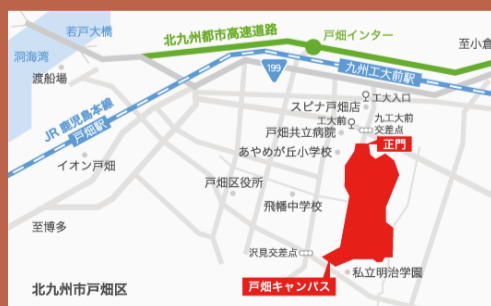 若戸大橋
北九州都市高速道路
戸畑インター
至小倉
洞海湾
渡船場
199
九州工大前駅
工大入口
スピナ戸畑店
工大前
九工大前
交差点
JR 鹿児島本線
戸畑駅
戸畑共立病院
正門
イオン戸畑
あやめが丘小学校
戸畑区役所
飛幡中学校
至博多
沢見交差点
私立明治学園
戸畑キャンパス
北九州市戸畑区